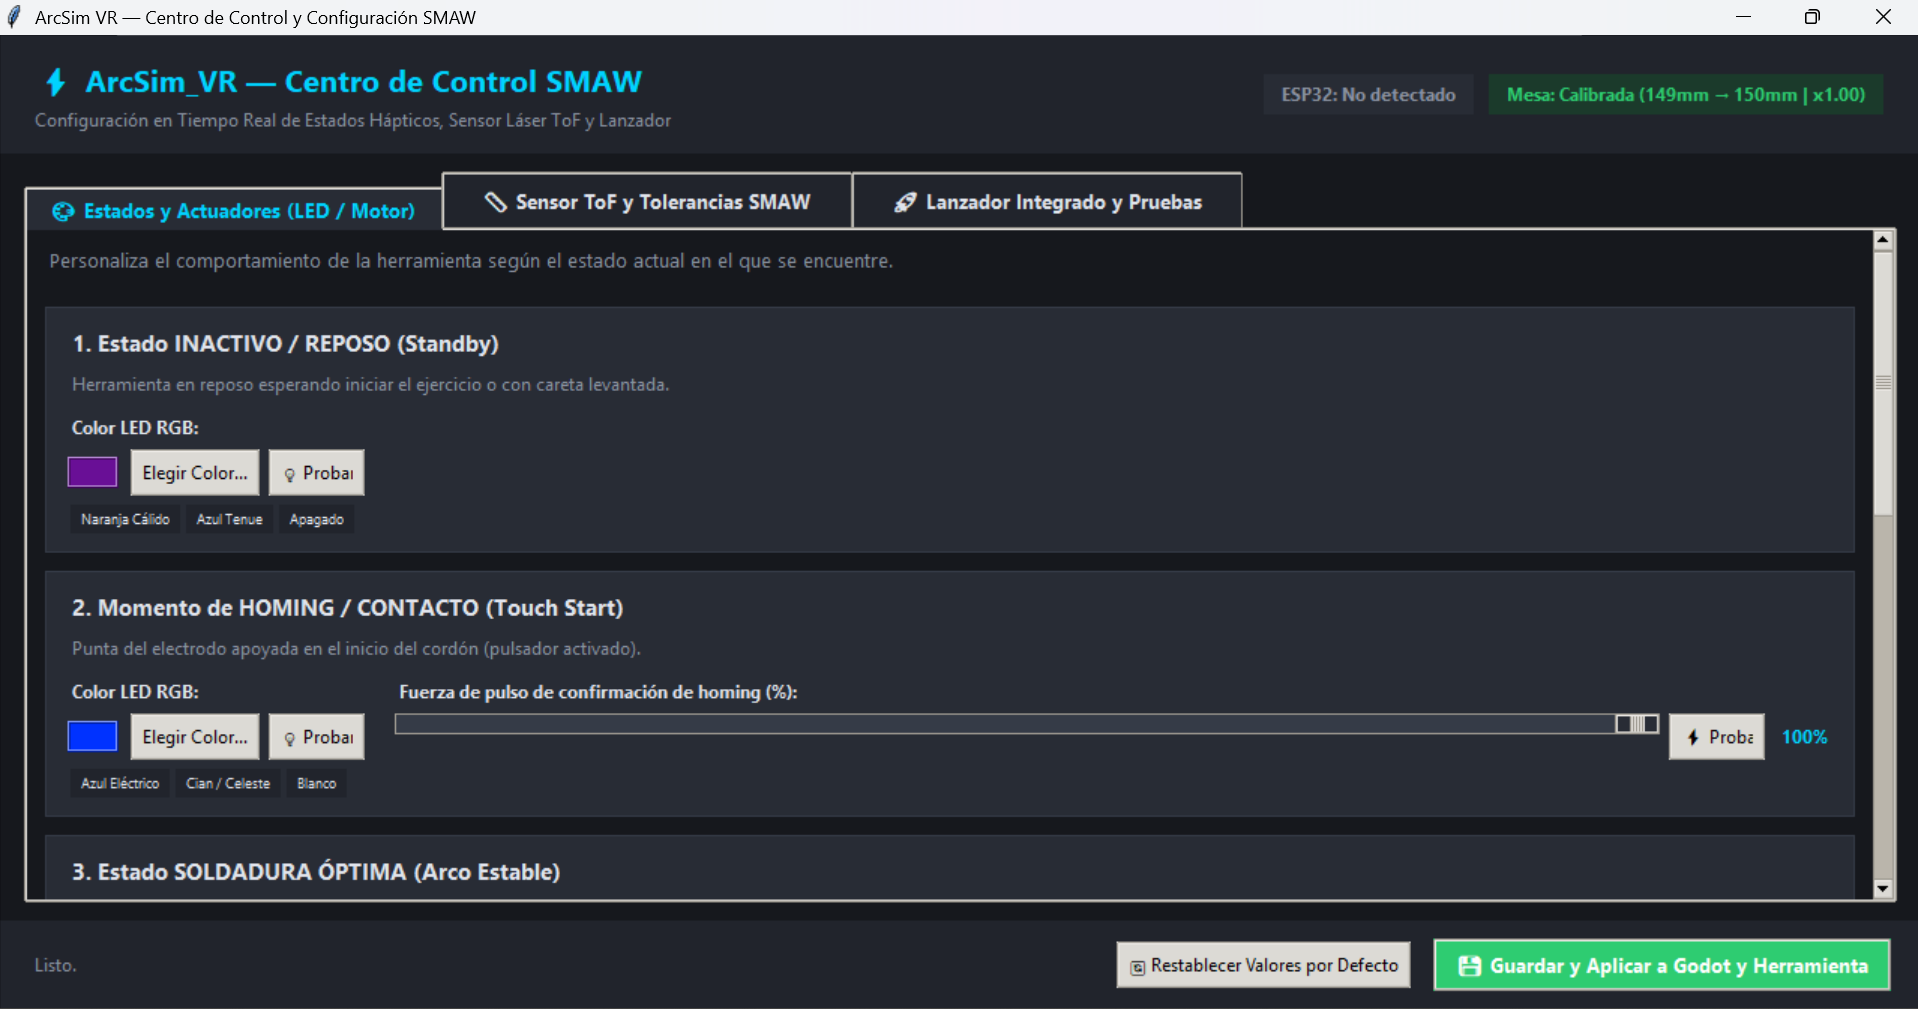 ArcSim VR — Centro de Control y Configuración SMAW
ArcSim_VR — Centro de Control SMAW
Configuración en Tiempo Real de Estados Hápticos, Sensor Láser ToF y Lanzador
ESP32: No detectado
Mesa: Calibrada (149mm → 150mm | x1.00)
Estados y Actuadores (LED / Motor)
Sensor ToF y Tolerancias SMAW
Lanzador Integrado y Pruebas
Personaliza el comportamiento de la herramienta según el estado actual en el que se encuentre.
1. Estado INACTIVO / REPOSO (Standby)
Herramienta en reposo esperando iniciar el ejercicio o con careta levantada.
Color LED RGB:
Elegir Color...
Probar
Naranja Cálido
Azul Tenue
Apagado
2. Momento de HOMING / CONTACTO (Touch Start)
Punta del electrodo apoyada en el inicio del cordón (pulsador activado).
Color LED RGB:
Fuerza de pulso de confirmación de homing (%):
Elegir Color...
Probar
Proba
100%
Azul Eléctrico
Cian / Celeste
Blanco
3. Estado SOLDADURA ÓPTIMA (Arco Estable)
Listo.
Restablecer Valores por Defecto
Guardar y Aplicar a Godot y Herramienta